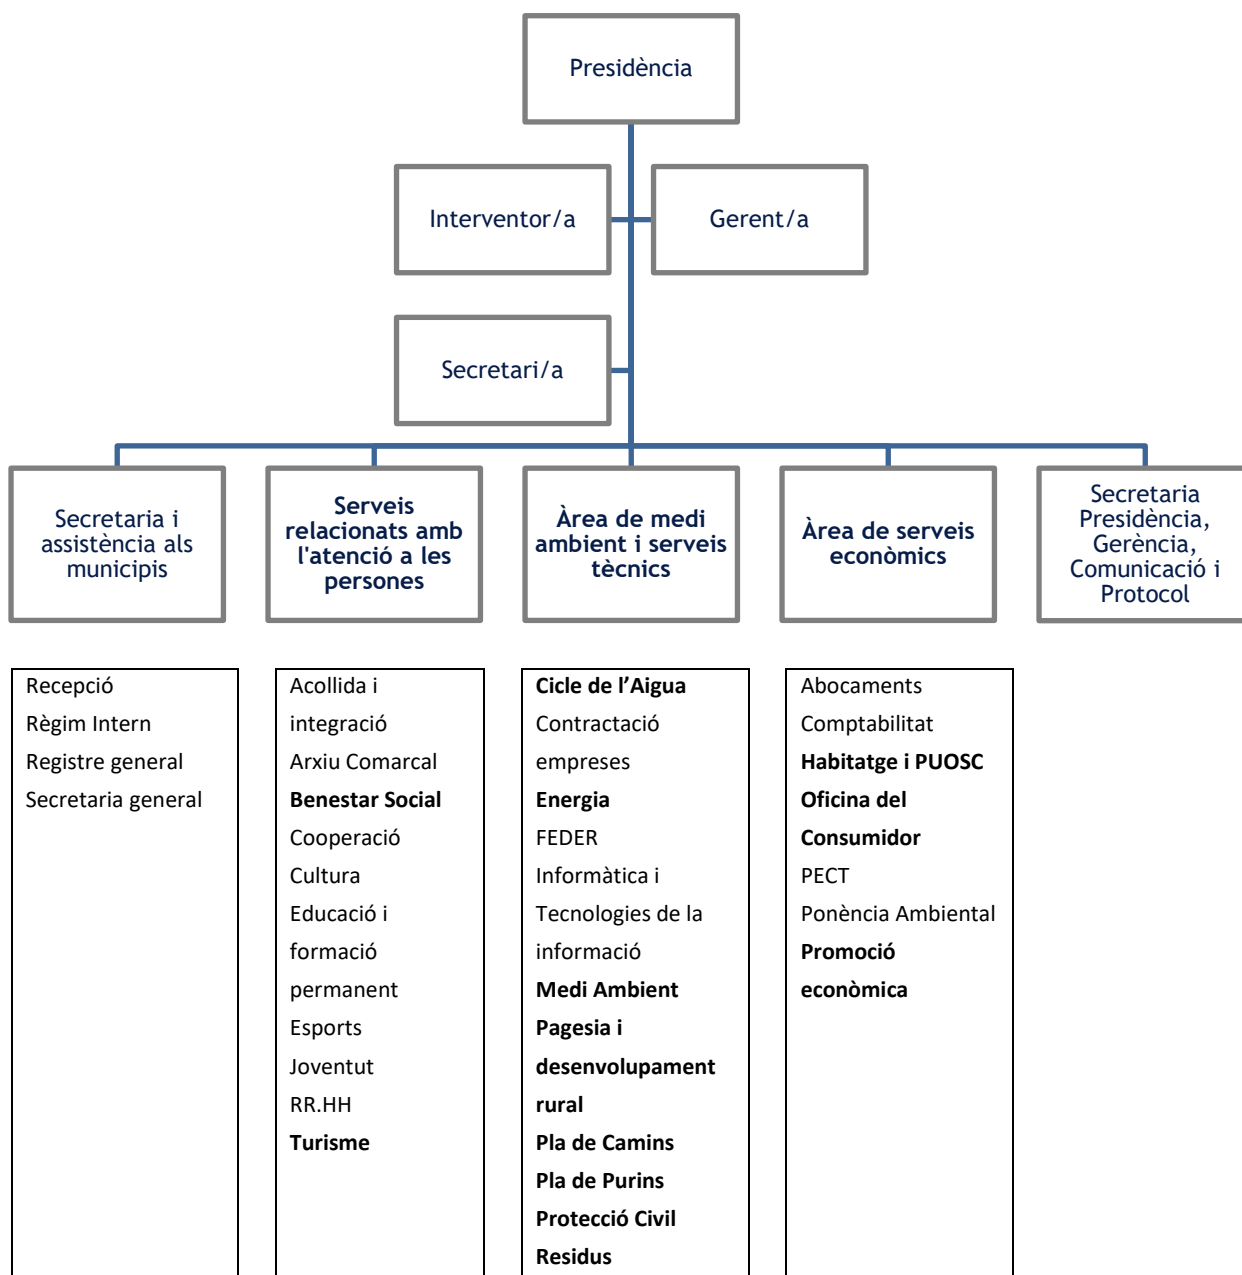 Presidència
Interventor/a
Gerent/a
Secretari/a
Secretaria i
assistència als
municipis
Serveis
relacionats amb
l'atenció a les
persones
Àrea de medi
ambient i serveis
tècnics
Àrea de serveis
econòmics
Secretaria
Presidència,
Gerència,
Comunicació i
Protocol
Recepció
Règim Intern
Registre general
Secretaria general
Acollida i
integració
Arxiu Comarcal
Benestar Social
Cooperació
Cultura
Educació i
formació
permanent
Esports
Joventut
RR.HH
Turisme
Cicle de l’Aigua
Contractació
empreses
Energia
FEDER
Informàtica i
Tecnologies de la
informació
Medi Ambient
Pagesia i
desenvolupament
rural
Pla de Camins
Pla de Purins
Protecció Civil
Residus
Abocaments
Comptabilitat
Habitatge i PUOSC
Oficina del
Consumidor
PECT
Ponència Ambiental
Promoció
econòmica